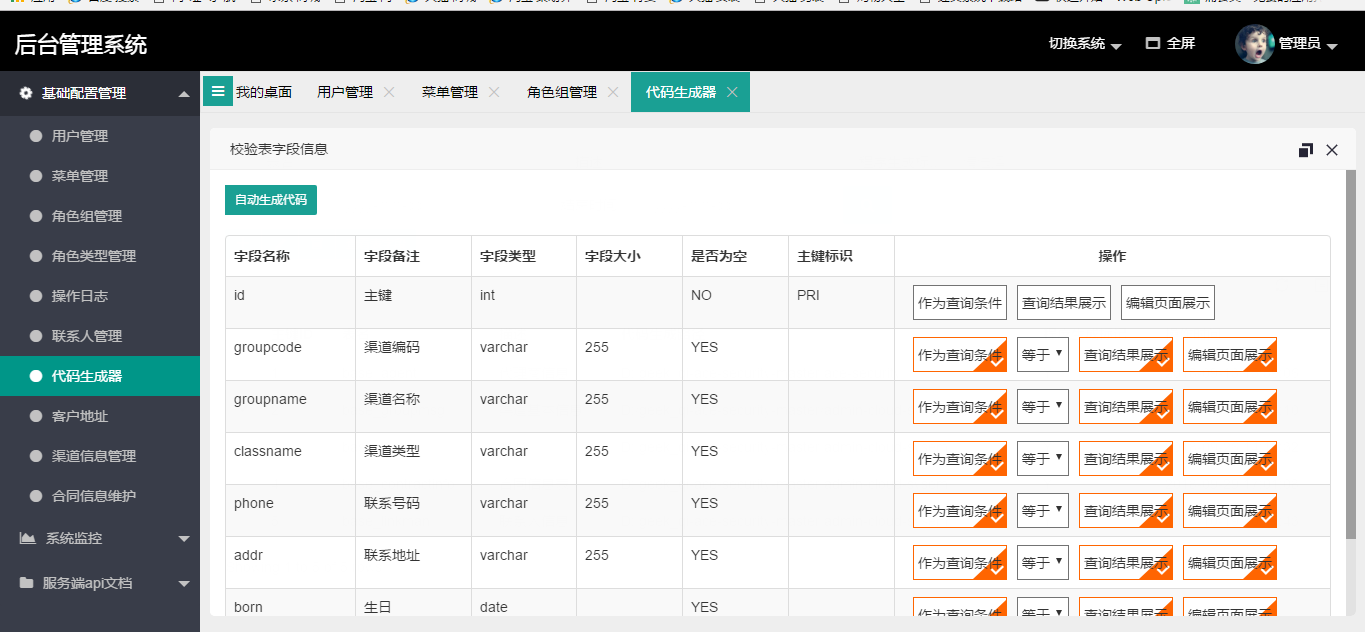 后台管理系统
切换系统
全屏
管理员
基础配置管理
用户管理
菜单管理
角色组管理
角色类型管理
操作日志
联系人管理
代码生成器
客户地址
渠道信息管理
合同信息维护
系统监控
服务端api文档
我的桌面 用户管理 菜单管理 角色组管理 代码生成器
校验表字段信息
自动生成代码
字段名称 字段备注 字段类型 字段大小 是否为空 主键标识 操作
id 主键 int NO PRI 作为查询条件 查询结果展示 编辑页面展示
groupcode 渠道编码 varchar 255 YES 作为查询条件 等于 查询结果展示 编辑页面展示
groupname 渠道名称 varchar 255 YES 作为查询条件 等于 查询结果展示 编辑页面展示
classname 渠道类型 varchar 255 YES 作为查询条件 等于 查询结果展示 编辑页面展示
phone 联系号码 varchar 255 YES 作为查询条件 等于 查询结果展示 编辑页面展示
addr 联系地址 varchar 255 YES 作为查询条件 等于 查询结果展示 编辑页面展示
born 生日 date YES 作为查询条件 等于 查询结果展示 编辑页面展示